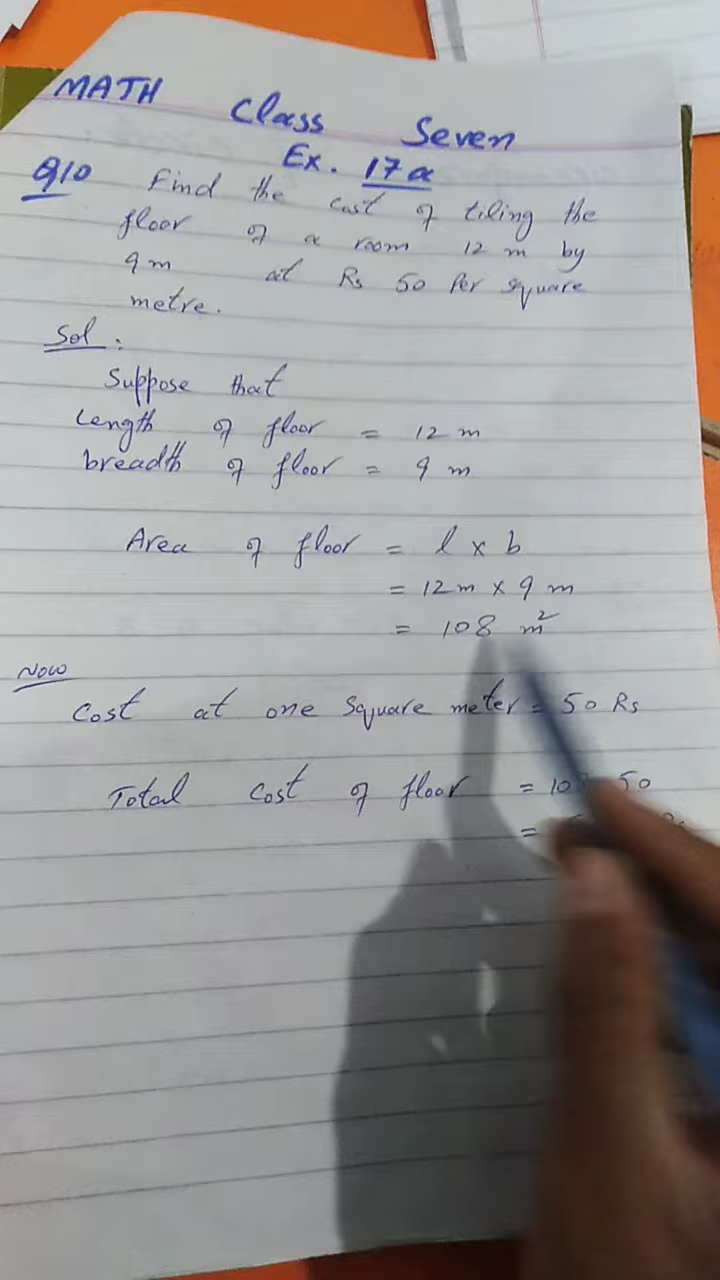 MATH Class Seven
Ex. 17a
Q10 Find the cost of tiling the
floor of a room 12 m by
9 m at Rs 50 Per square
metre.
Sol :
Suppose that
Length of floor = 12 m
breadth of floor = 9 m
Area of floor = l x b
= 12 m x 9 m
= 108 m²
Now
Cost at one square meter = 50 Rs
Total Cost of floor = 50
=